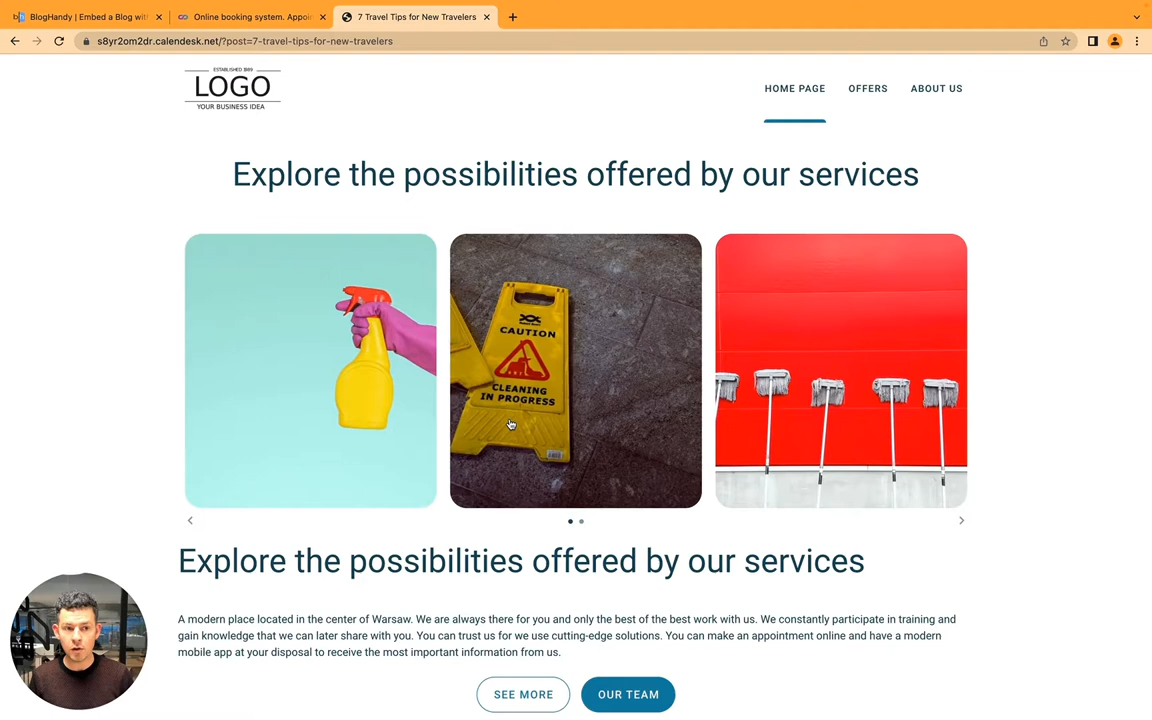 BlogHandy | Embed a Blog with
Online booking system. Appoin
7 Travel Tips for New Travelers
s8yr2om2dr.calendesk.net/?post=7-travel-tips-for-new-travelers
ESTABLISHED 1989
LOGO
YOUR BUSINESS IDEA
HOME PAGE
OFFERS
ABOUT US
Explore the possibilities offered by our services
CAUTION
CLEANING
IN PROGRESS
Explore the possibilities offered by our services
A modern place located in the center of Warsaw. We are always there for you and only the best of the best work with us. We constantly participate in training and
gain knowledge that we can later share with you. You can trust us for we use cutting-edge solutions. You can make an appointment online and have a modern
mobile app at your disposal to receive the most important information from us.
SEE MORE
OUR TEAM